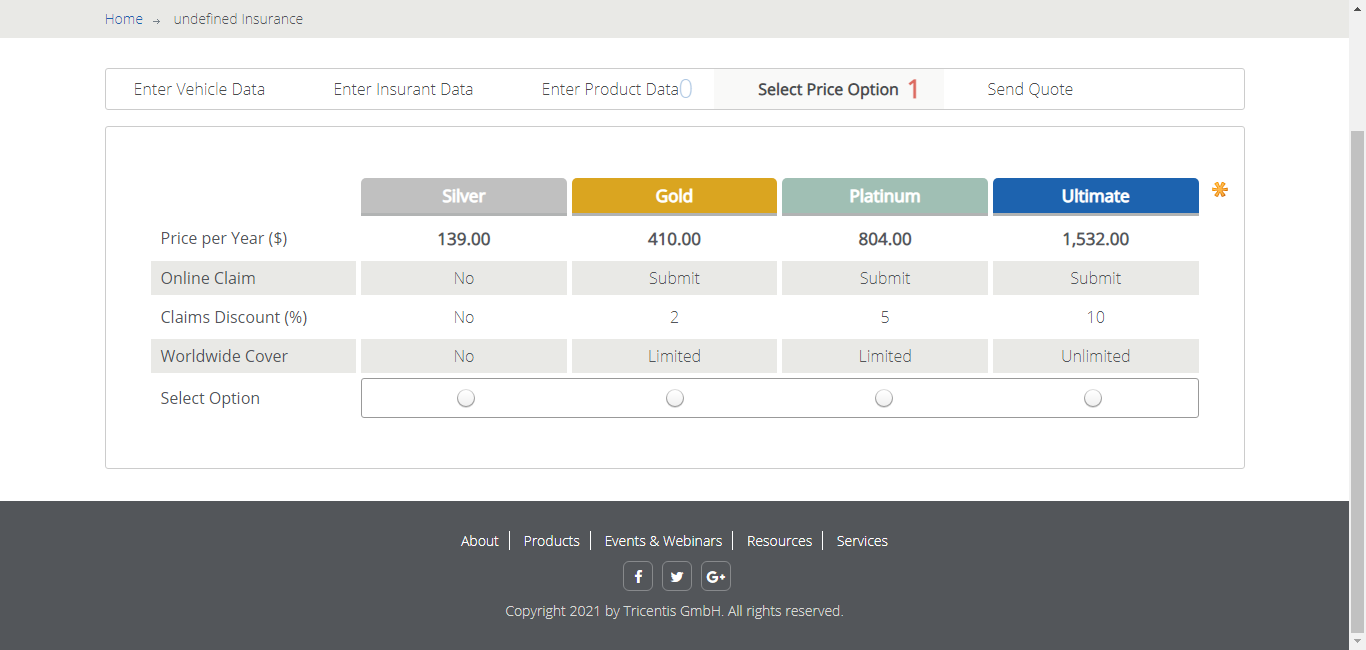 Home → undefined Insurance
Enter Vehicle Data Enter Insurant Data Enter Product Data 0 Select Price Option 1 Send Quote
Silver Gold Platinum Ultimate
Price per Year ($) 139.00 410.00 804.00 1,532.00
Online Claim No Submit Submit Submit
Claims Discount (%) No 2 5 10
Worldwide Cover No Limited Limited Unlimited
Select Option
About Products Events & Webinars Resources Services
f G+
Copyright 2021 by Tricentis GmbH. All rights reserved.